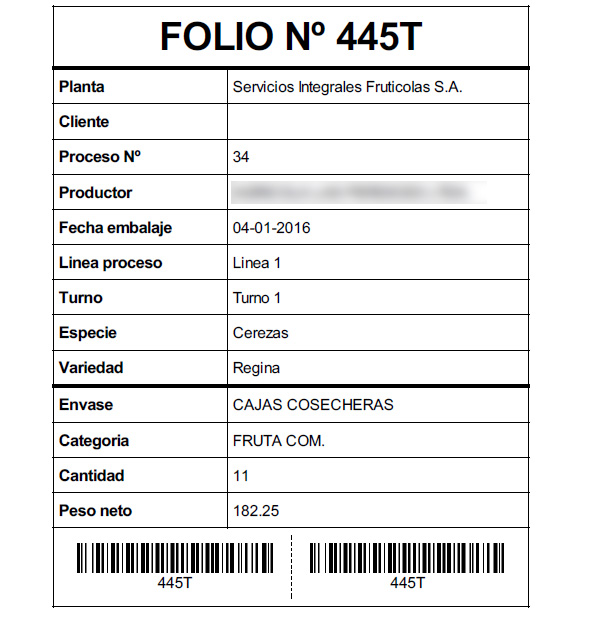 FOLIO Nº 445T
Planta Servicios Integrales Fruticolas S.A.
Cliente
Proceso Nº 34
Productor
Fecha embalaje 04-01-2016
Linea proceso Linea 1
Turno Turno 1
Especie Cerezas
Variedad Regina
Envase CAJAS COSECHERAS
Categoria FRUTA COM.
Cantidad 11
Peso neto 182.25
445T 445T